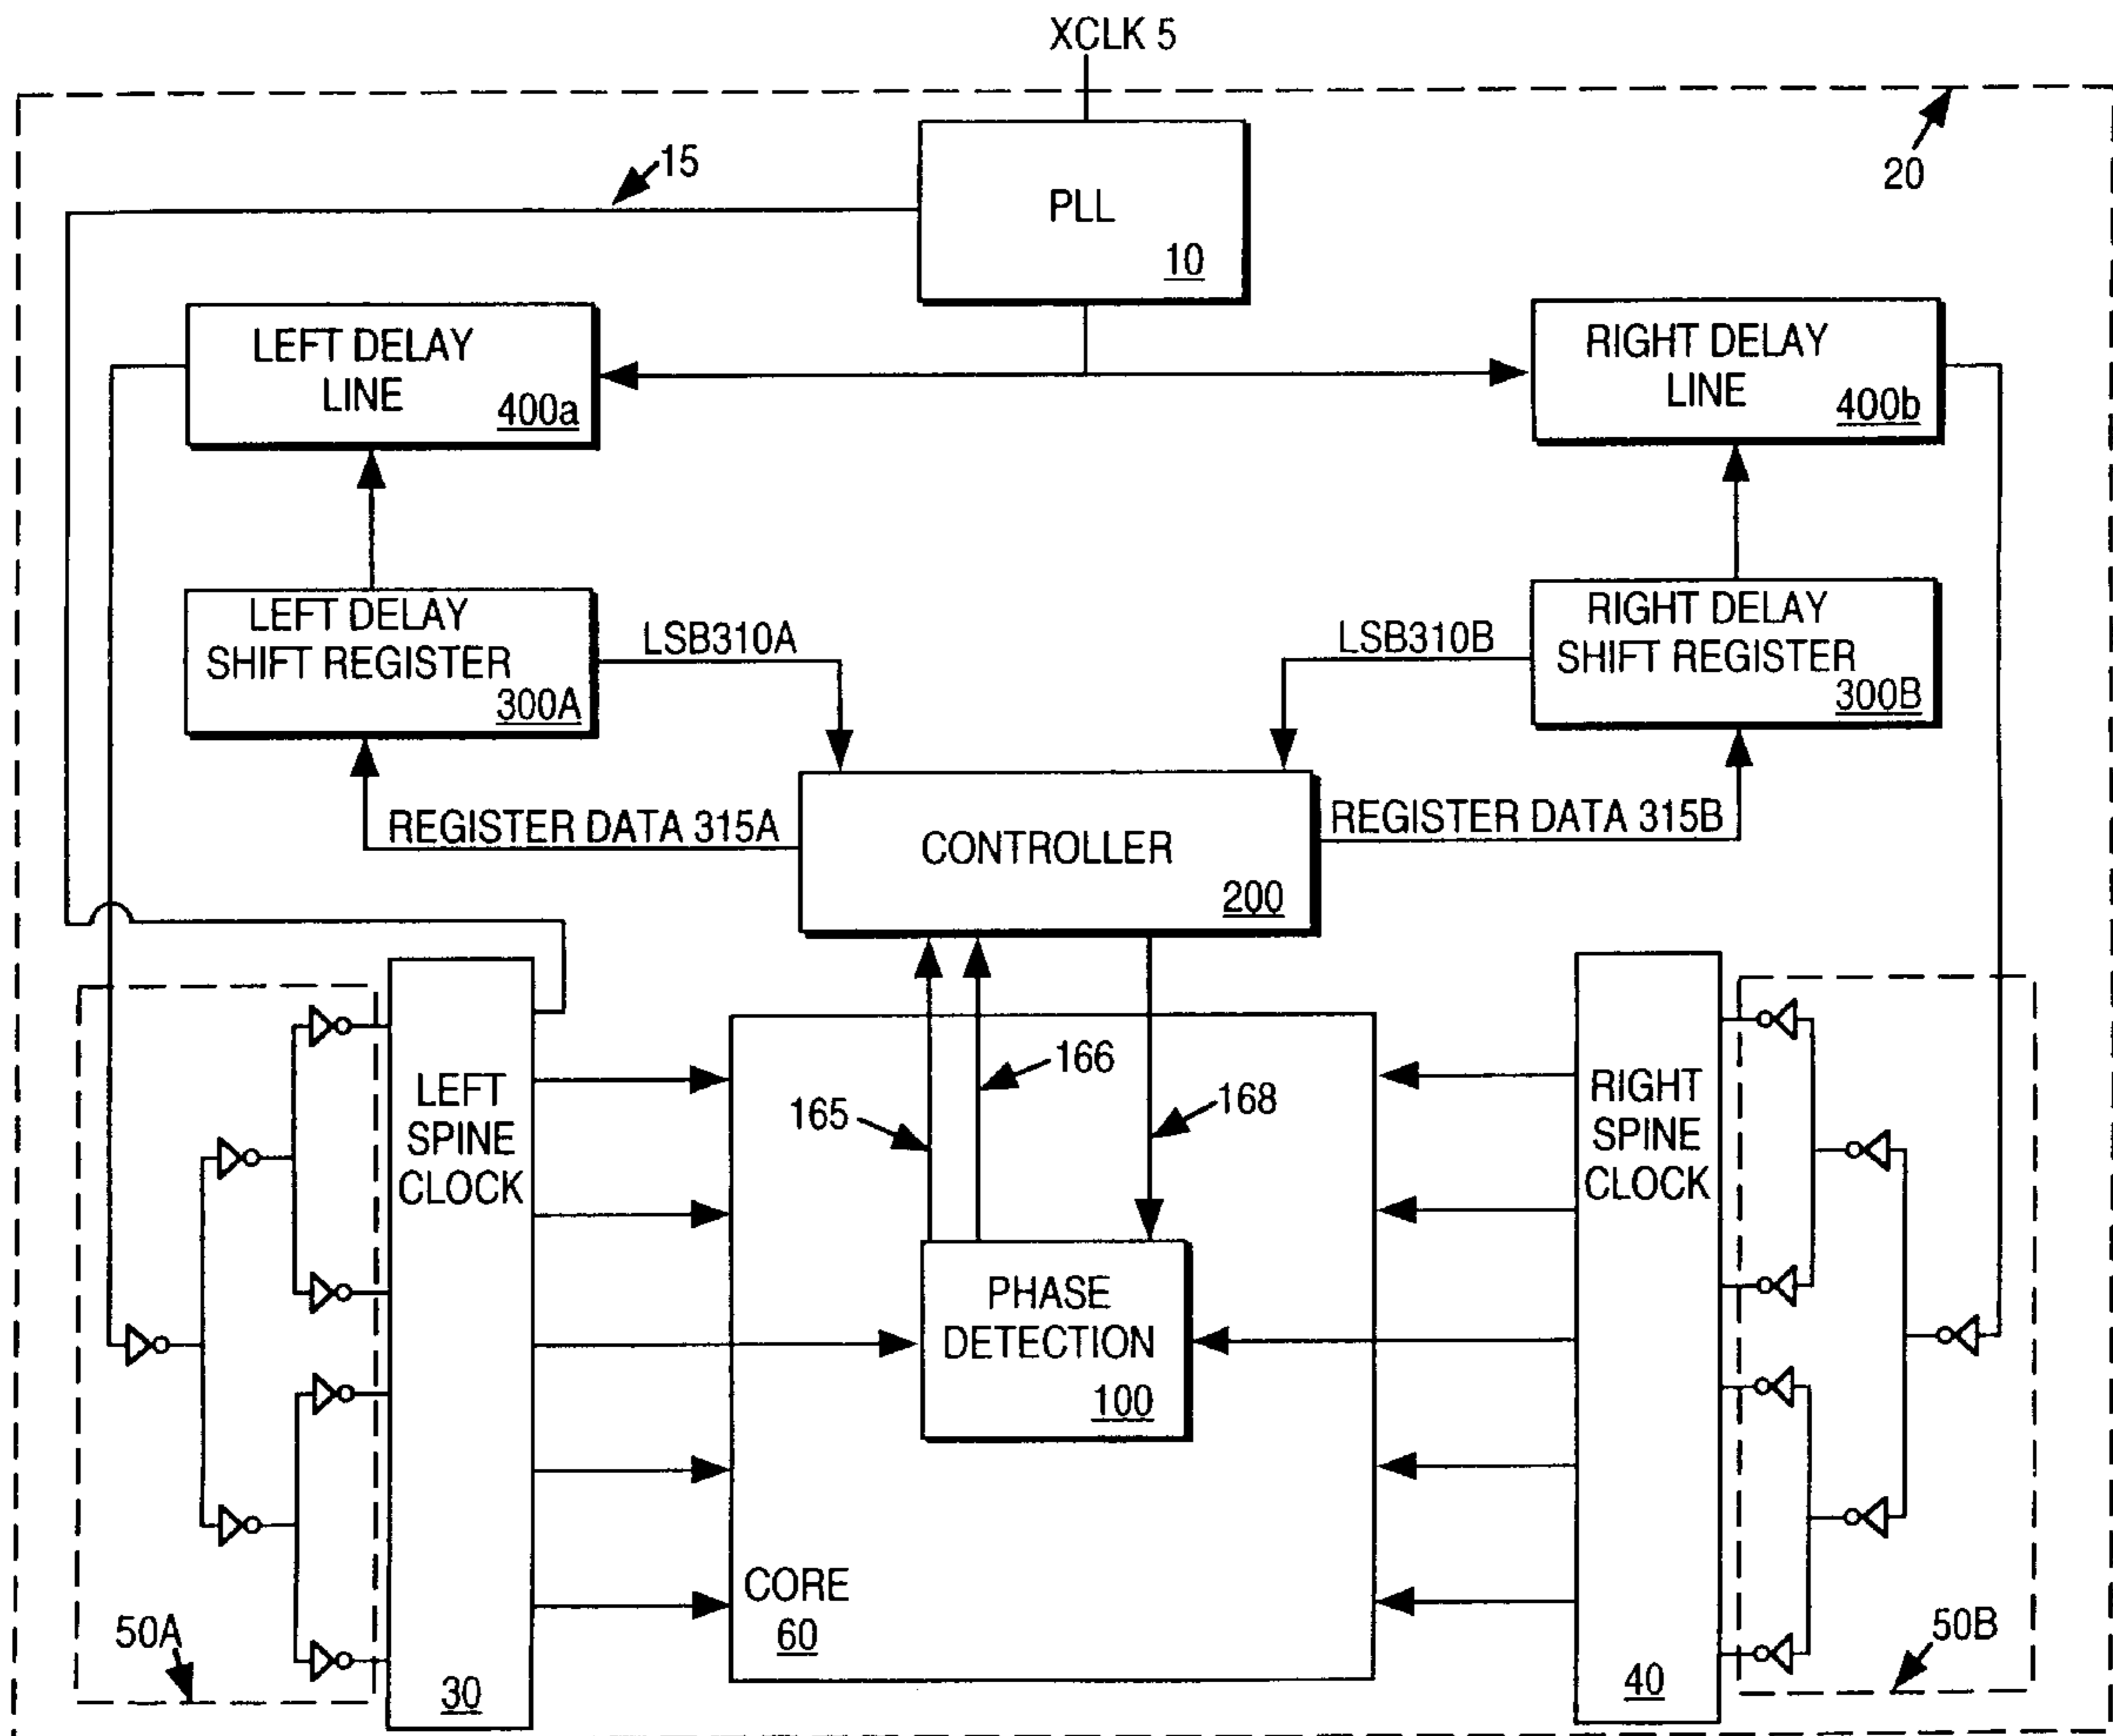 XCLK 5
15
20
PLL
10
LEFT DELAY
LINE
400a
RIGHT DELAY
LINE
400b
LEFT DELAY
SHIFT REGISTER
300A
LSB310A
LSB310B
RIGHT DELAY
SHIFT REGISTER
300B
REGISTER DATA 315A
CONTROLLER
200
REGISTER DATA 315B
LEFT
SPINE
CLOCK
30
165
166
168
PHASE
DETECTION
100
CORE
60
RIGHT
SPINE
CLOCK
40
50A
50B